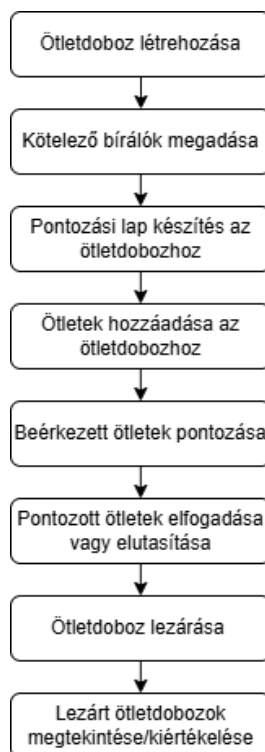 Ötletdoboz létrehozása
Kötelező bírálók megadása
Pontozási lap készítés az
ötletdobozhoz
Ötletek hozzáadása az
ötletdobozhoz
Beérkezett ötletek pontozása
Pontozott ötletek elfogadása
vagy elutasítása
Ötletdoboz lezárása
Lezárt ötletdobozok
megtekintése/kiértékelése